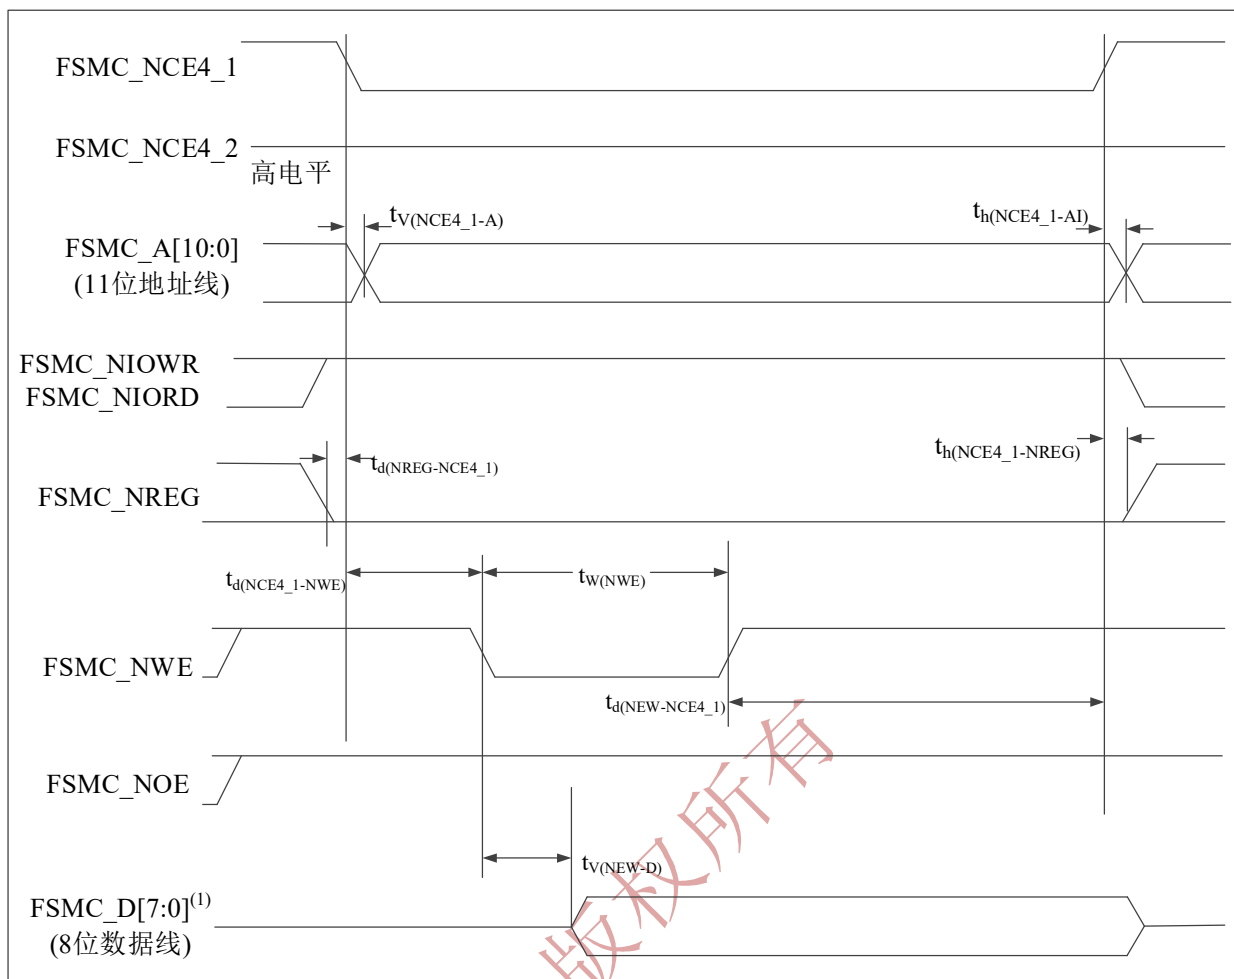 FSMC_NCE4_1
FSMC_NCE4_2
高电平
tV(NCE4_1-A)
th(NCE4_1-AI)
FSMC_A[10:0]
(11位地址线)
FSMC_NIOWR
FSMC_NIORD
td(NREG-NCE4_1)
th(NCE4_1-NREG)
FSMC_NREG
td(NCE4_1-NWE)
tW(NWE)
FSMC_NWE
td(NEW-NCE4_1)
FSMC_NOE
tV(NEW-D)
FSMC_D[7:0](1)
(8位数据线)
版权所有